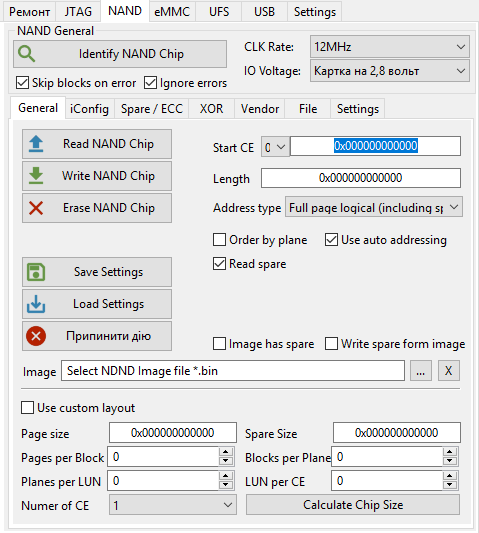 Ремонт JTAG NAND eMMC UFS USB Settings
NAND General
Identify NAND Chip
CLK Rate: 12MHz
IO Voltage: Картка на 2,8 вольт
Skip blocks on error Ignore errors
General iConfig Spare / ECC XOR Vendor File Settings
Read NAND Chip
Start CE 0 0x000000000000
Write NAND Chip
Length 0x000000000000
Erase NAND Chip
Address type Full page logical (including sp
Order by plane Use auto addressing
Read spare
Save Settings
Load Settings
Припинити дію
Image has spare Write spare form image
Image Select NDND Image file *.bin ... X
Use custom layout
Page size 0x000000000000 Spare Size 0x000000000000
Pages per Block 0 Blocks per Plane 0
Planes per LUN 0 LUN per CE 0
Numer of CE 1 Calculate Chip Size